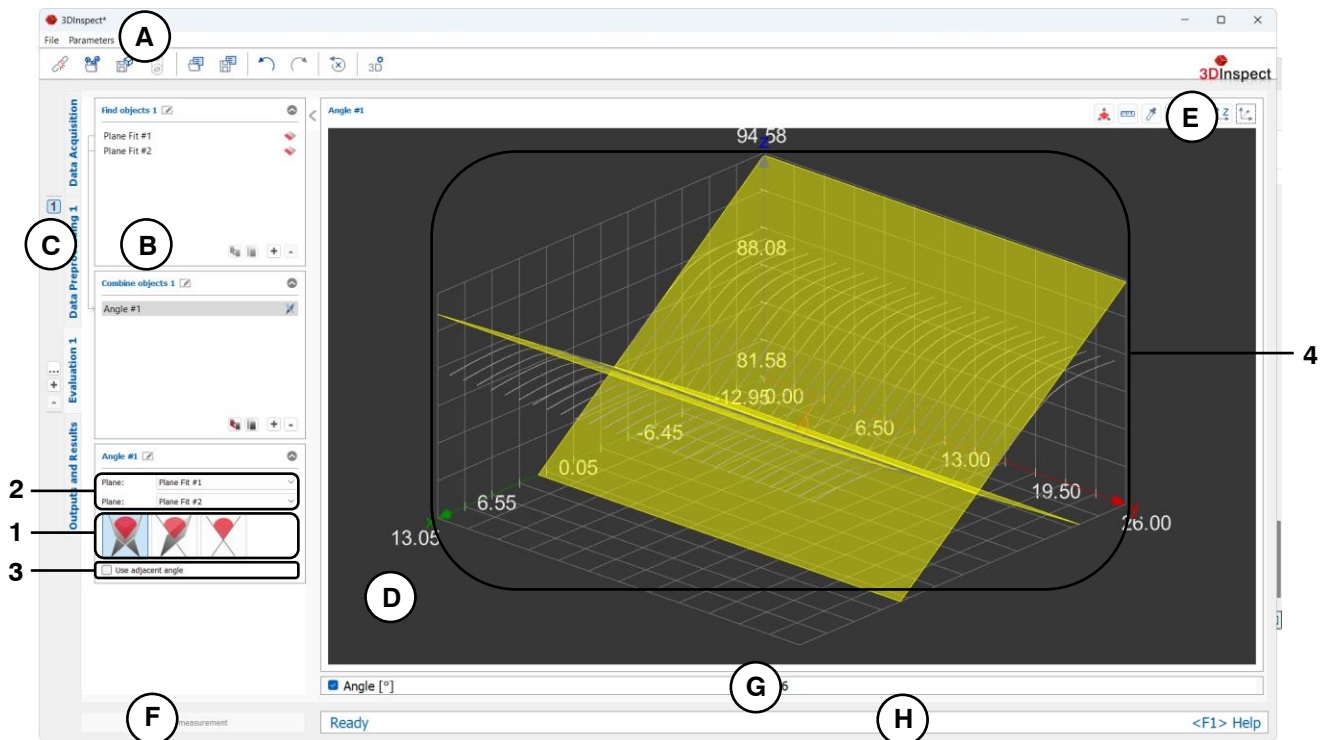 3DInspect*
File Parameters
A
3D
3DInspect
Find objects 1
Plane Fit #1
Plane Fit #2
Angle #1
E
Z
Data Acquisition
1
C
B
Data Preprocessing 1
Combine objects 1
Angle #1
...
+
-
Evaluation 1
Outputs and Results
+ -
+ -
Angle #1
2
Plane: Plane Fit #1
Plane: Plane Fit #2
1
3
Use adjacent angle
94.58
Z
88.08
81.58
-12.95
0.00
-6.45
6.50
0.05
13.00
6.55
19.50
X
Y
13.05
26.00
4
D
Angle [°]
G
6
F
measurement
Ready
H
<F1> Help